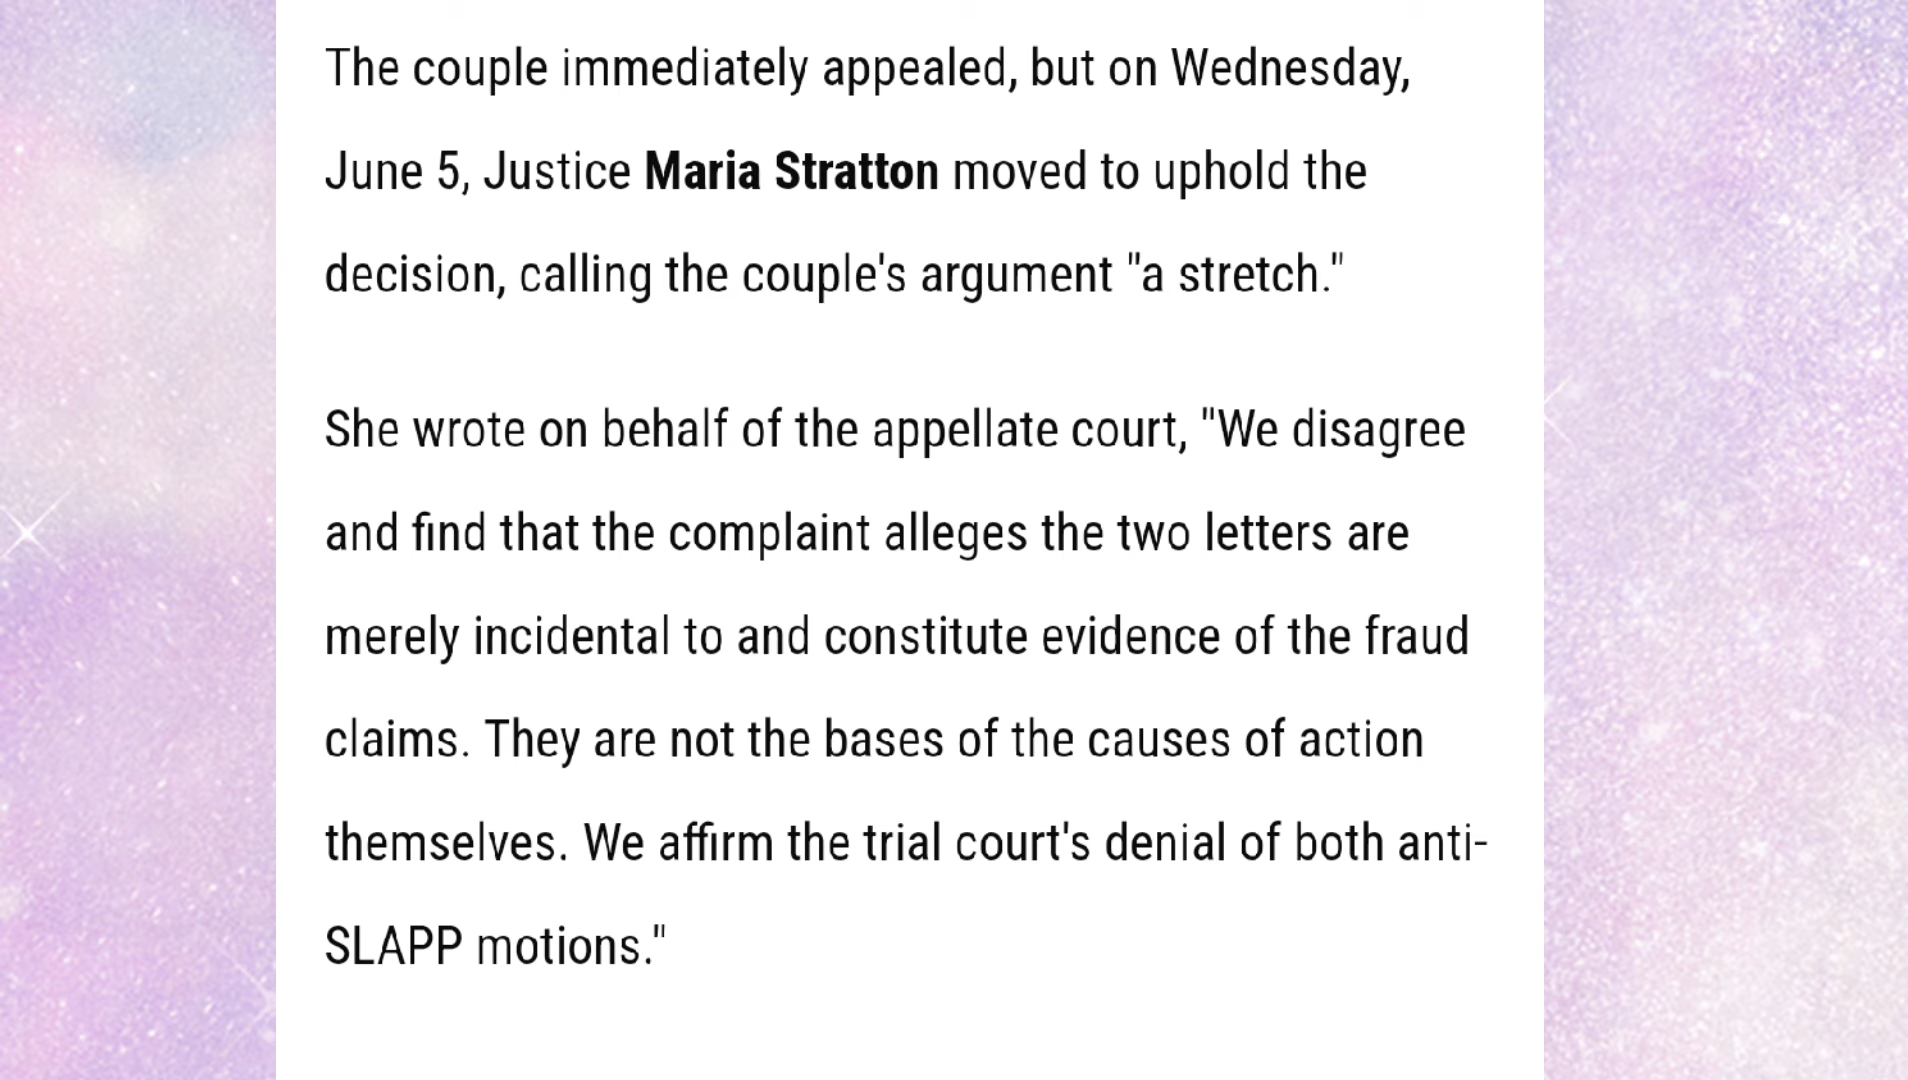 The couple immediately appealed, but on Wednesday,
June 5, Justice Maria Stratton moved to uphold the
decision, calling the couple's argument "a stretch."
She wrote on behalf of the appellate court, "We disagree
and find that the complaint alleges the two letters are
merely incidental to and constitute evidence of the fraud
claims. They are not the bases of the causes of action
themselves. We affirm the trial court's denial of both anti-
SLAPP motions."